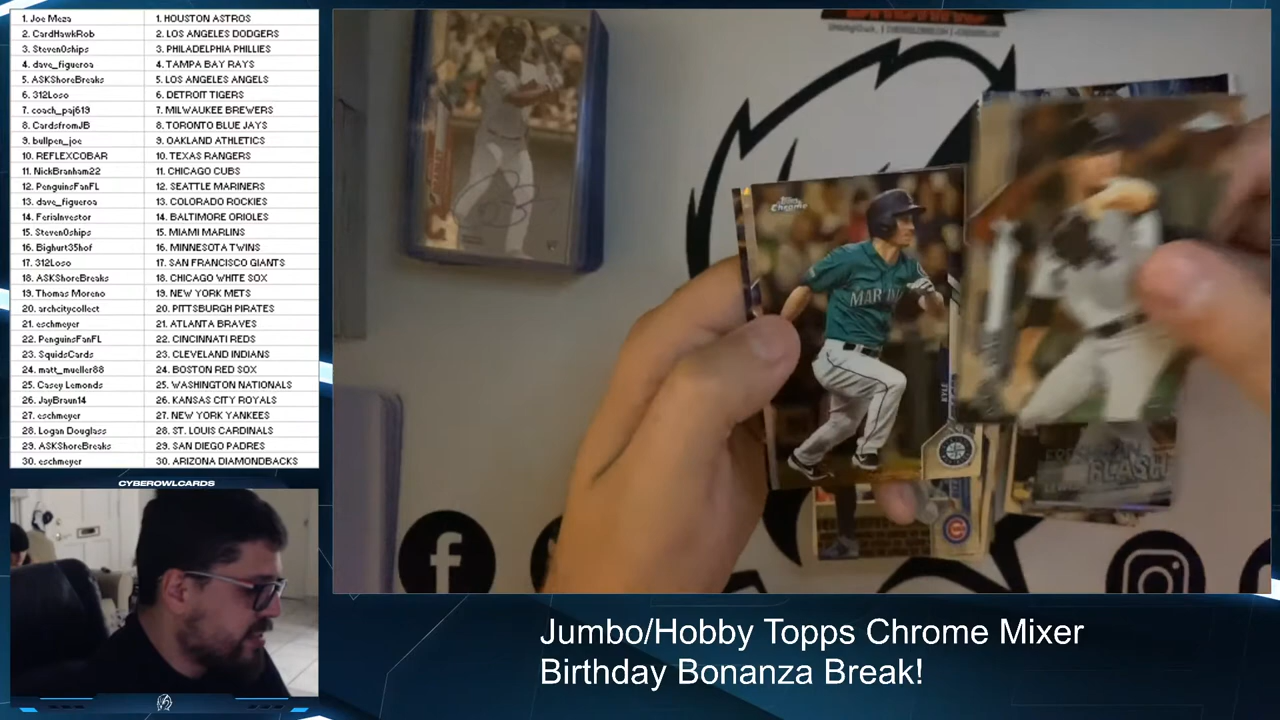 1. Joe Meza 1. HOUSTON ASTROS
2. CardHawkRob 2. LOS ANGELES DODGERS
3. Steven0ships 3. PHILADELPHIA PHILLIES
4. dave_figueroa 4. TAMPA BAY RAYS
5. ASKShoreBreaks 5. LOS ANGELES ANGELS
6. 312Loso 6. DETROIT TIGERS
7. coach_paj619 7. MILWAUKEE BREWERS
8. CardsfromJB 8. TORONTO BLUE JAYS
9. bullpen_joe 9. OAKLAND ATHLETICS
10. REFLEXCOBAR 10. TEXAS RANGERS
11. NickBranham22 11. CHICAGO CUBS
12. PenguinsFanFL 12. SEATTLE MARINERS
13. dave_figueroa 13. COLORADO ROCKIES
14. FeriaInvestor 14. BALTIMORE ORIOLES
15. Steven0ships 15. MIAMI MARLINS
16. Bighurt35hof 16. MINNESOTA TWINS
17. 312Loso 17. SAN FRANCISCO GIANTS
18. ASKShoreBreaks 18. CHICAGO WHITE SOX
19. Thomas Moreno 19. NEW YORK METS
20. archcitycollect 20. PITTSBURGH PIRATES
21. eschmeyer 21. ATLANTA BRAVES
22. PenguinsFanFL 22. CINCINNATI REDS
23. SquidsCards 23. CLEVELAND INDIANS
24. matt_mueller88 24. BOSTON RED SOX
25. Casey Lemonds 25. WASHINGTON NATIONALS
26. JayBraun14 26. KANSAS CITY ROYALS
27. eschmeyer 27. NEW YORK YANKEES
28. Logan Douglass 28. ST. LOUIS CARDINALS
29. ASKShoreBreaks 29. SAN DIEGO PADRES
30. eschmeyer 30. ARIZONA DIAMONDBACKS
CYBEROWLCARDS
Topps Chrome
MARIN
KYLE
FLASH
Jumbo/Hobby Topps Chrome Mixer
Birthday Bonanza Break!